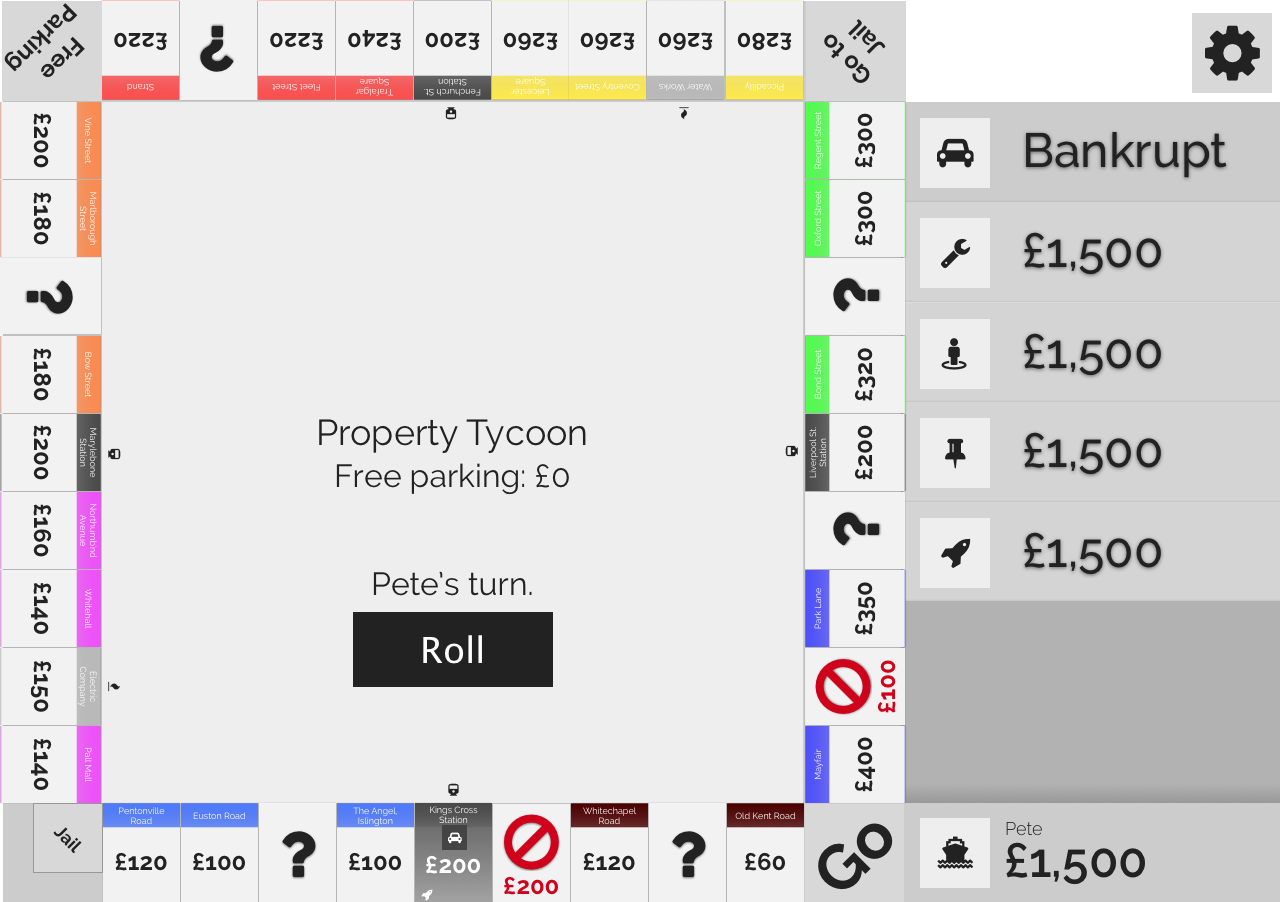 Free
Parking
£220
Strand
?
£220
Fleet Street
£240
Trafalgar
Square
£200
Fenchurch St.
Station
£260
Leicester
Square
£260
Coventry Street
£260
Water Works
£280
Piccadilly
Go to
Jail
£200
Vine Street
£180
Marlborough
Street
?
£180
Bow Street
£200
Marylebone
Station
£160
Northumbnd
Avenue
£140
Whitehall
£150
Electric
Company
£140
Pall Mall
Regent Street
£300
Oxford Street
£300
?
Bond Street
£320
Liverpool St.
Station
£200
?
Park Lane
£350
£100
Mayfair
£400
Property Tycoon
Free parking: £0
Pete's turn.
Roll
Jail
Pentonville
Road
£120
Euston Road
£100
?
The Angel,
Islington
£100
Kings Cross
Station
£200
£200
Whitechapel
Road
£120
?
Old Kent Road
£60
Go
Bankrupt
£1,500
£1,500
£1,500
£1,500
Pete
£1,500